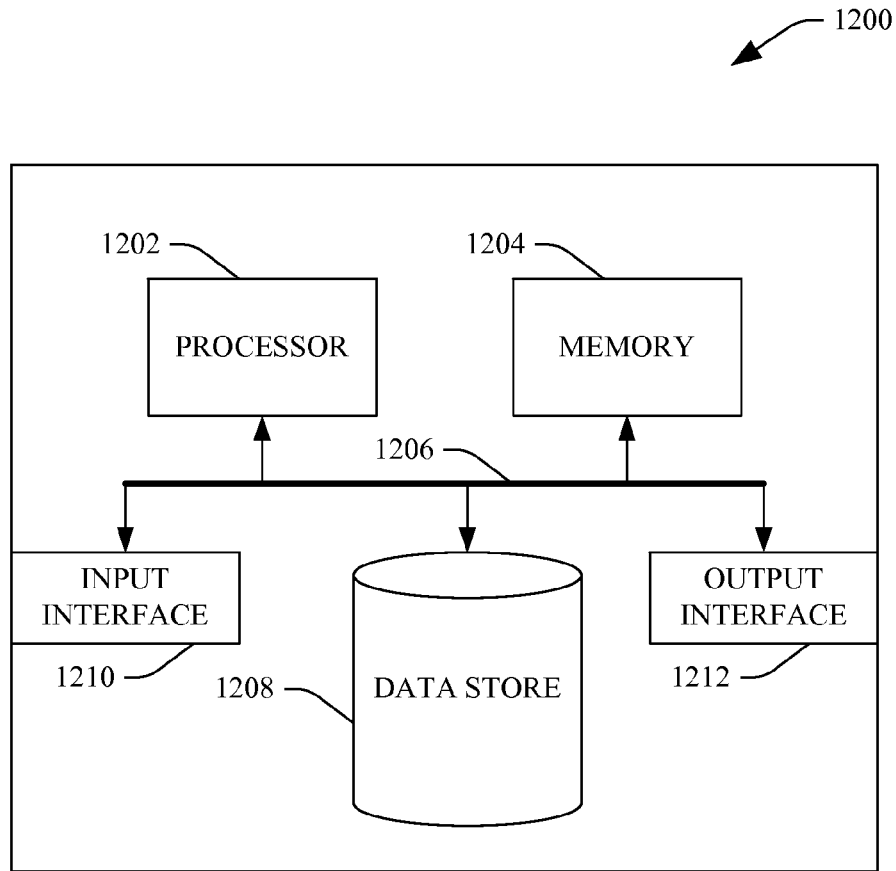 1200
1202
1204
PROCESSOR
MEMORY
1206
INPUT
INTERFACE
OUTPUT
INTERFACE
1210
1208
DATA STORE
1212